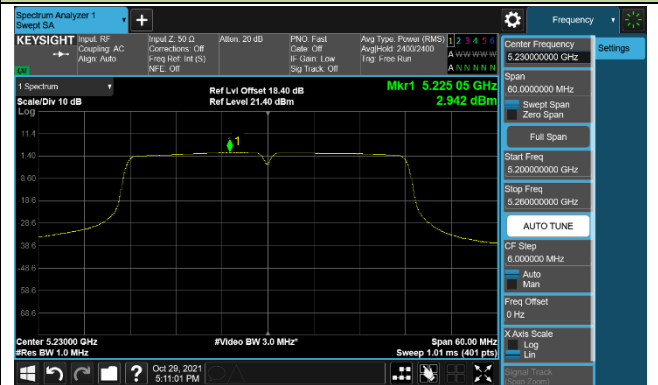 Spectrum Analyzer 1
Swept SA
Frequency
KEYSIGHT
Input: RF
Coupling: AC
Align: Auto
Input Z: 50 Ω
Corrections: Off
Freq Ref: Int (S)
NFE: Off
Atten: 20 dB
PNO: Fast
Gate: Off
IF Gain: Low
Sig Track: Off
Avg Type: Power (RMS)
Avg|Hold: 2400/2400
Trig: Free Run
1 2 3 4 5 6
A W W W W W
A N N N N N
1 Spectrum
Scale/Div 10 dB
Log
Ref Lvl Offset 18.40 dB
Ref Level 21.40 dBm
Mkr1 5.225 05 GHz
2.942 dBm
1
11.4
1.40
-8.60
-18.6
-28.6
-38.6
-48.6
-58.6
-68.6
Center 5.23000 GHz
#Res BW 1.0 MHz
#Video BW 3.0 MHz*
Span 60.00 MHz
Sweep 1.01 ms (401 pts)
Oct 29, 2021
5:11:01 PM
Center Frequency
5.230000000 GHz
Settings
Span
60.0000000 MHz
Swept Span
Zero Span
Full Span
Start Freq
5.200000000 GHz
Stop Freq
5.260000000 GHz
AUTO TUNE
CF Step
6.000000 MHz
Auto
Man
Freq Offset
0 Hz
X Axis Scale
Log
Lin
Signal Track
(Span Zoom)